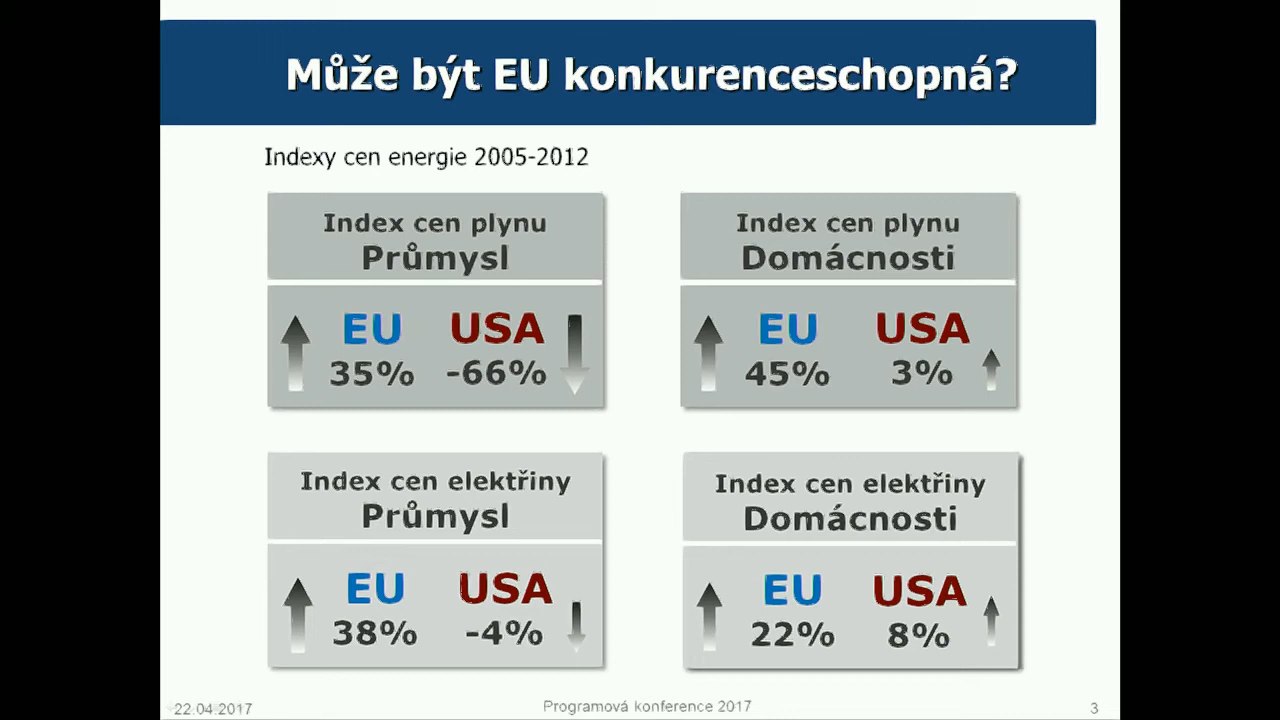 Může být EU konkurenceschopná?
Indexy cen energie 2005-2012
Index cen plynu
Průmysl
EU USA
35% -66%
Index cen plynu
Domácnosti
EU USA
45% 3%
Index cen elektřiny
Průmysl
EU USA
38% -4%
Index cen elektřiny
Domácnosti
EU USA
22% 8%
22.04.2017 Programová konference 2017 3